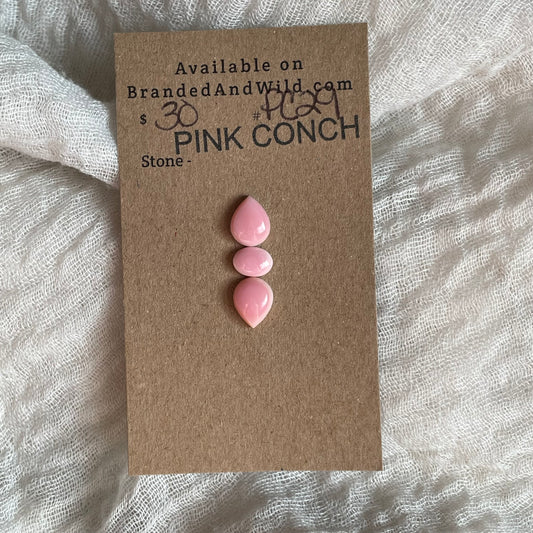 Available on
BrandedAndWild.com
$ 30 # PC29
PINK CONCH
Stone -